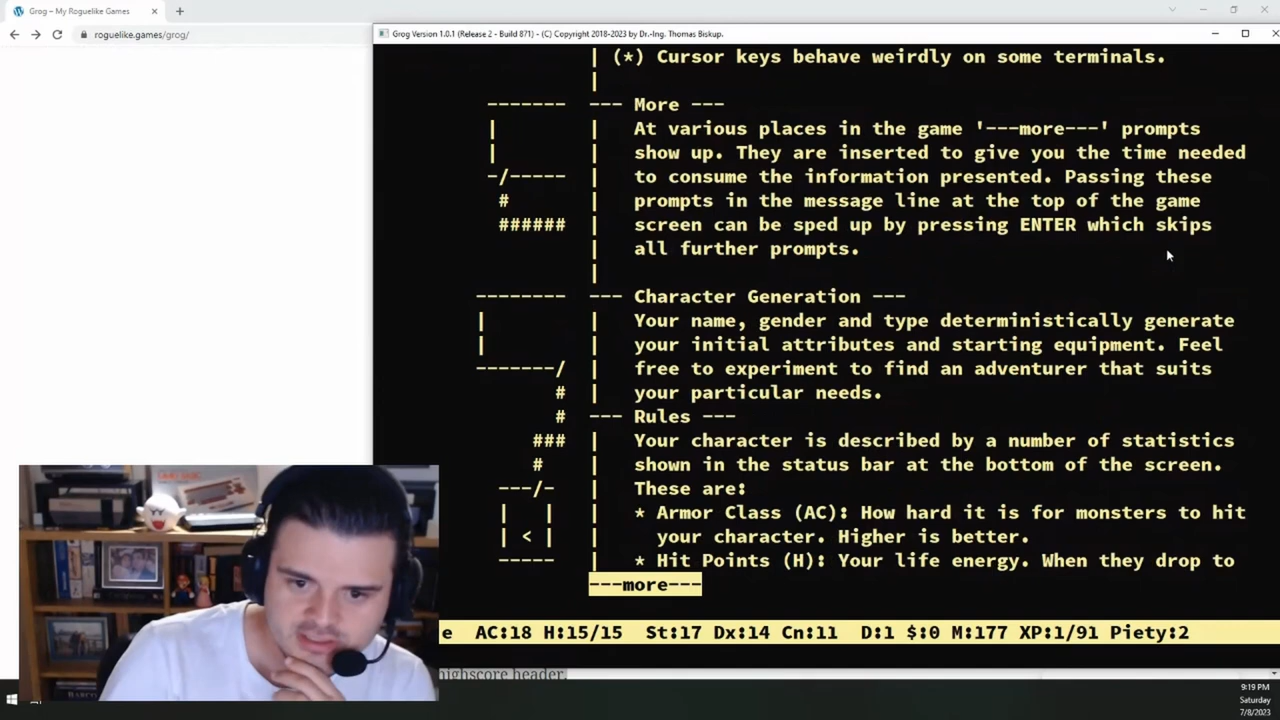 Grog – My Roguelike Games
roguelike.games/grog/
Grog Version 1.0.1 (Release 2 - Build 871) - (C) Copyright 2018-2023 by Dr.-Ing. Thomas Biskup.
(*) Cursor keys behave weirdly on some terminals.
--- More ---
At various places in the game '---more---' prompts
show up. They are inserted to give you the time needed
to consume the information presented. Passing these
prompts in the message line at the top of the game
screen can be sped up by pressing ENTER which skips
all further prompts.
--- Character Generation ---
Your name, gender and type deterministically generate
your initial attributes and starting equipment. Feel
free to experiment to find an adventurer that suits
your particular needs.
--- Rules ---
Your character is described by a number of statistics
shown in the status bar at the bottom of the screen.
These are:
* Armor Class (AC): How hard it is for monsters to hit
your character. Higher is better.
* Hit Points (H): Your life energy. When they drop to
---more---
e AC:18 H:15/15 St:17 Dx:14 Cn:11 D:1 $:0 M:177 XP:1/91 Piety:2
highscore header.
9:19 PM
Saturday
7/8/2023